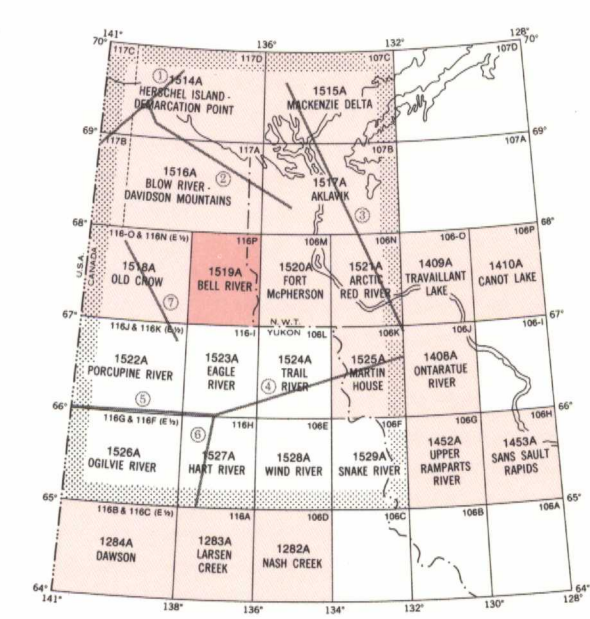 141°
70°
117C
117D
136°
107C
132°
107D
128°
70°
①
1514A
HERSCHEL ISLAND -
DEMARCATION POINT
1515A
MACKENZIE DELTA
69°
117B
117A
107B
107A
69°
1516A
BLOW RIVER -
DAVIDSON MOUNTAINS
②
1517A
AKLAVIK
③
68°
116-O & 116N (E ½)
116P
106M
106N
106-O
106P
68°
U.S.A.
CANADA
1518A
OLD CROW
⑦
1519A
BELL RIVER
1520A
FORT
McPHERSON
1521A
ARCTIC
RED RIVER
1409A
TRAVAILLANT
LAKE
1410A
CANOT LAKE
67°
N.W.T.
YUKON
116J & 116K (E ½)
116-I
106L
106K
106J
106-I
67°
1522A
PORCUPINE RIVER
1523A
EAGLE
RIVER
1524A
TRAIL
RIVER
④
1525A
MARTIN
HOUSE
1408A
ONTARATUE
RIVER
⑤
66°
116G & 116F (E ½)
116H
106E
106F
106G
106H
66°
1526A
OGILVIE RIVER
⑥
1527A
HART RIVER
1528A
WIND RIVER
1529A
SNAKE RIVER
1452A
UPPER
RAMPARTS
RIVER
1453A
SANS SAULT
RAPIDS
65°
116B & 116C (E ½)
116A
106D
106C
106B
106A
65°
1284A
DAWSON
1283A
LARSEN
CREEK
1282A
NASH CREEK
64°
141°
138°
136°
134°
132°
130°
128°
64°